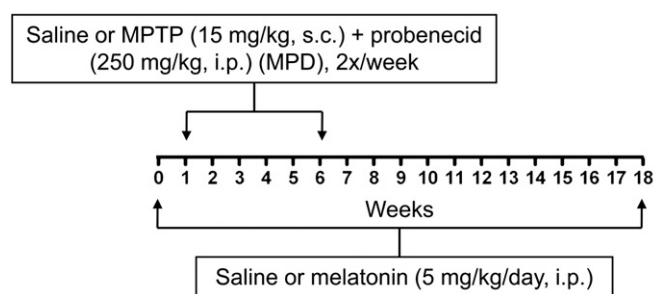 Saline or MPTP (15 mg/kg, s.c.) + probenecid
(250 mg/kg, i.p.) (MPD), 2x/week
0 1 2 3 4 5 6 7 8 9 10 11 12 13 14 15 16 17 18
Weeks
Saline or melatonin (5 mg/kg/day, i.p.)